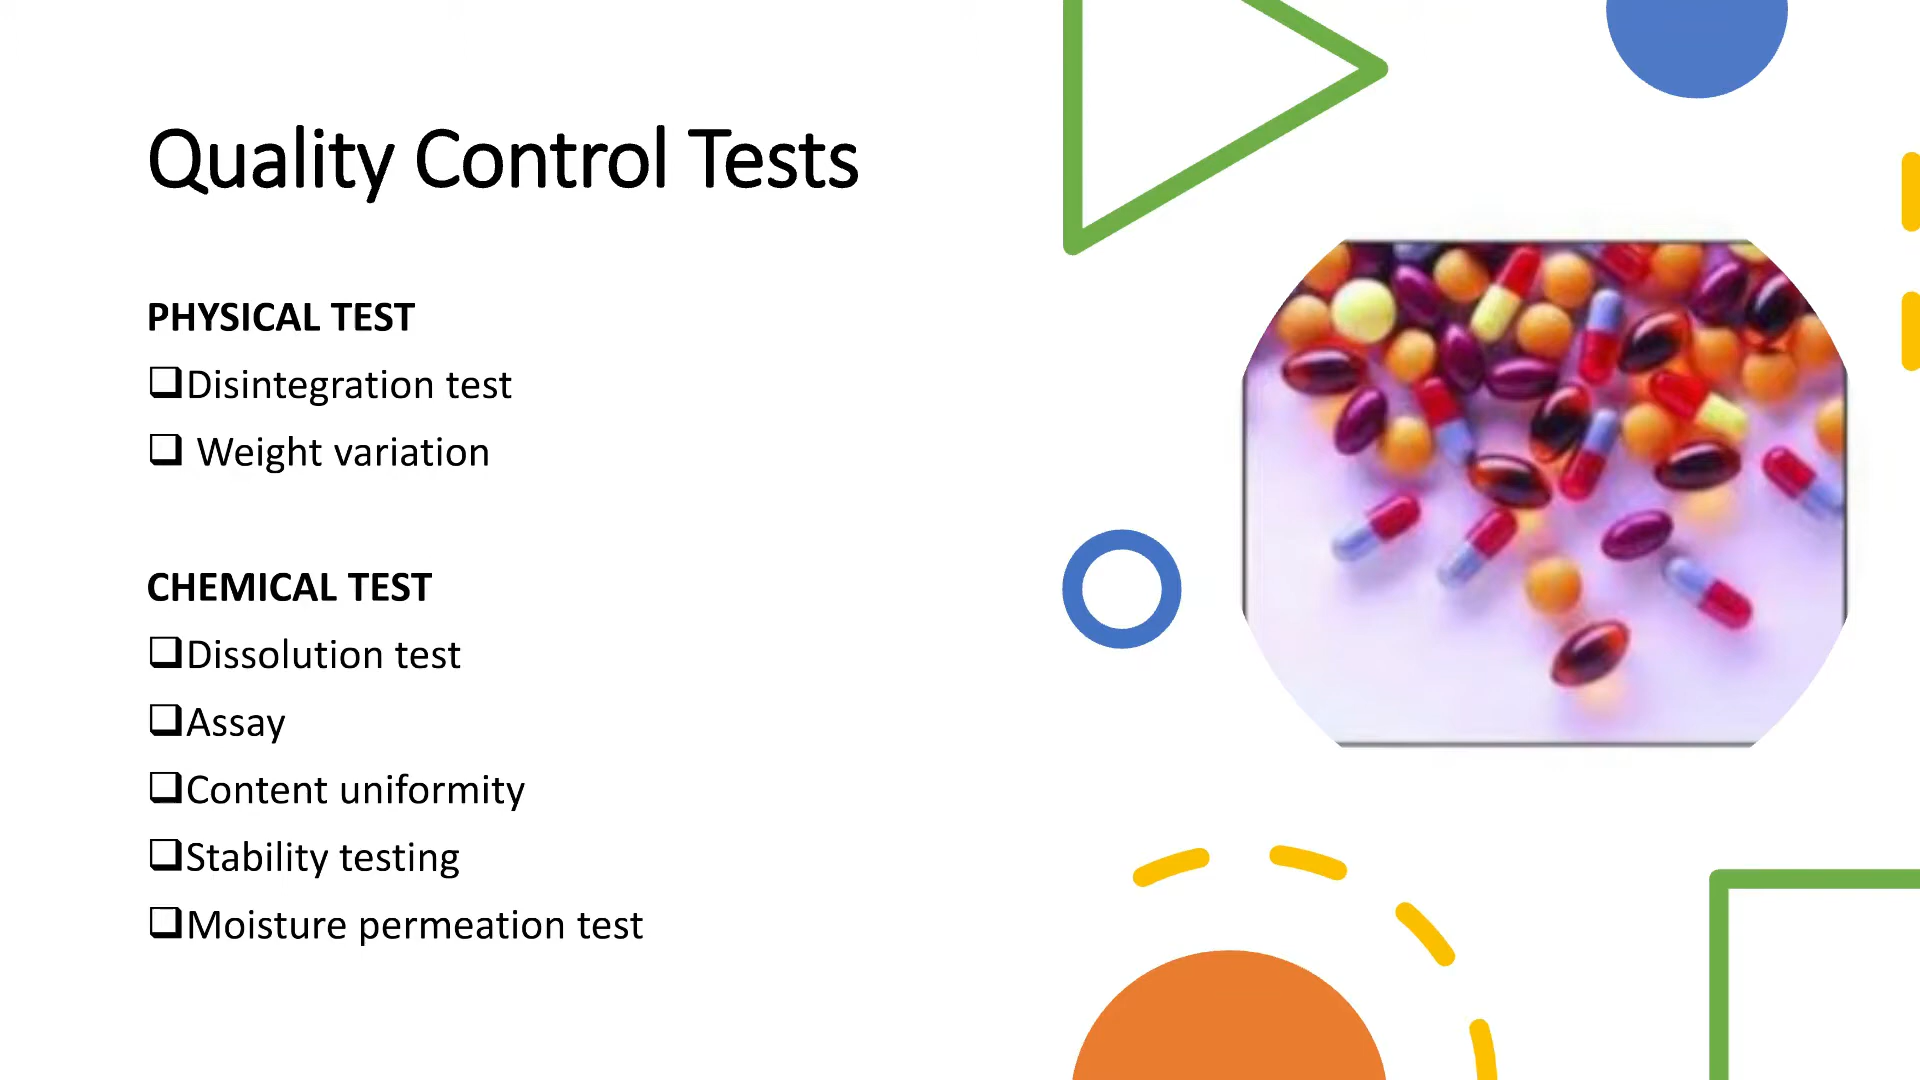 Quality Control Tests
PHYSICAL TEST
❑Disintegration test
❑ Weight variation
CHEMICAL TEST
❑Dissolution test
❑Assay
❑Content uniformity
❑Stability testing
❑Moisture permeation test